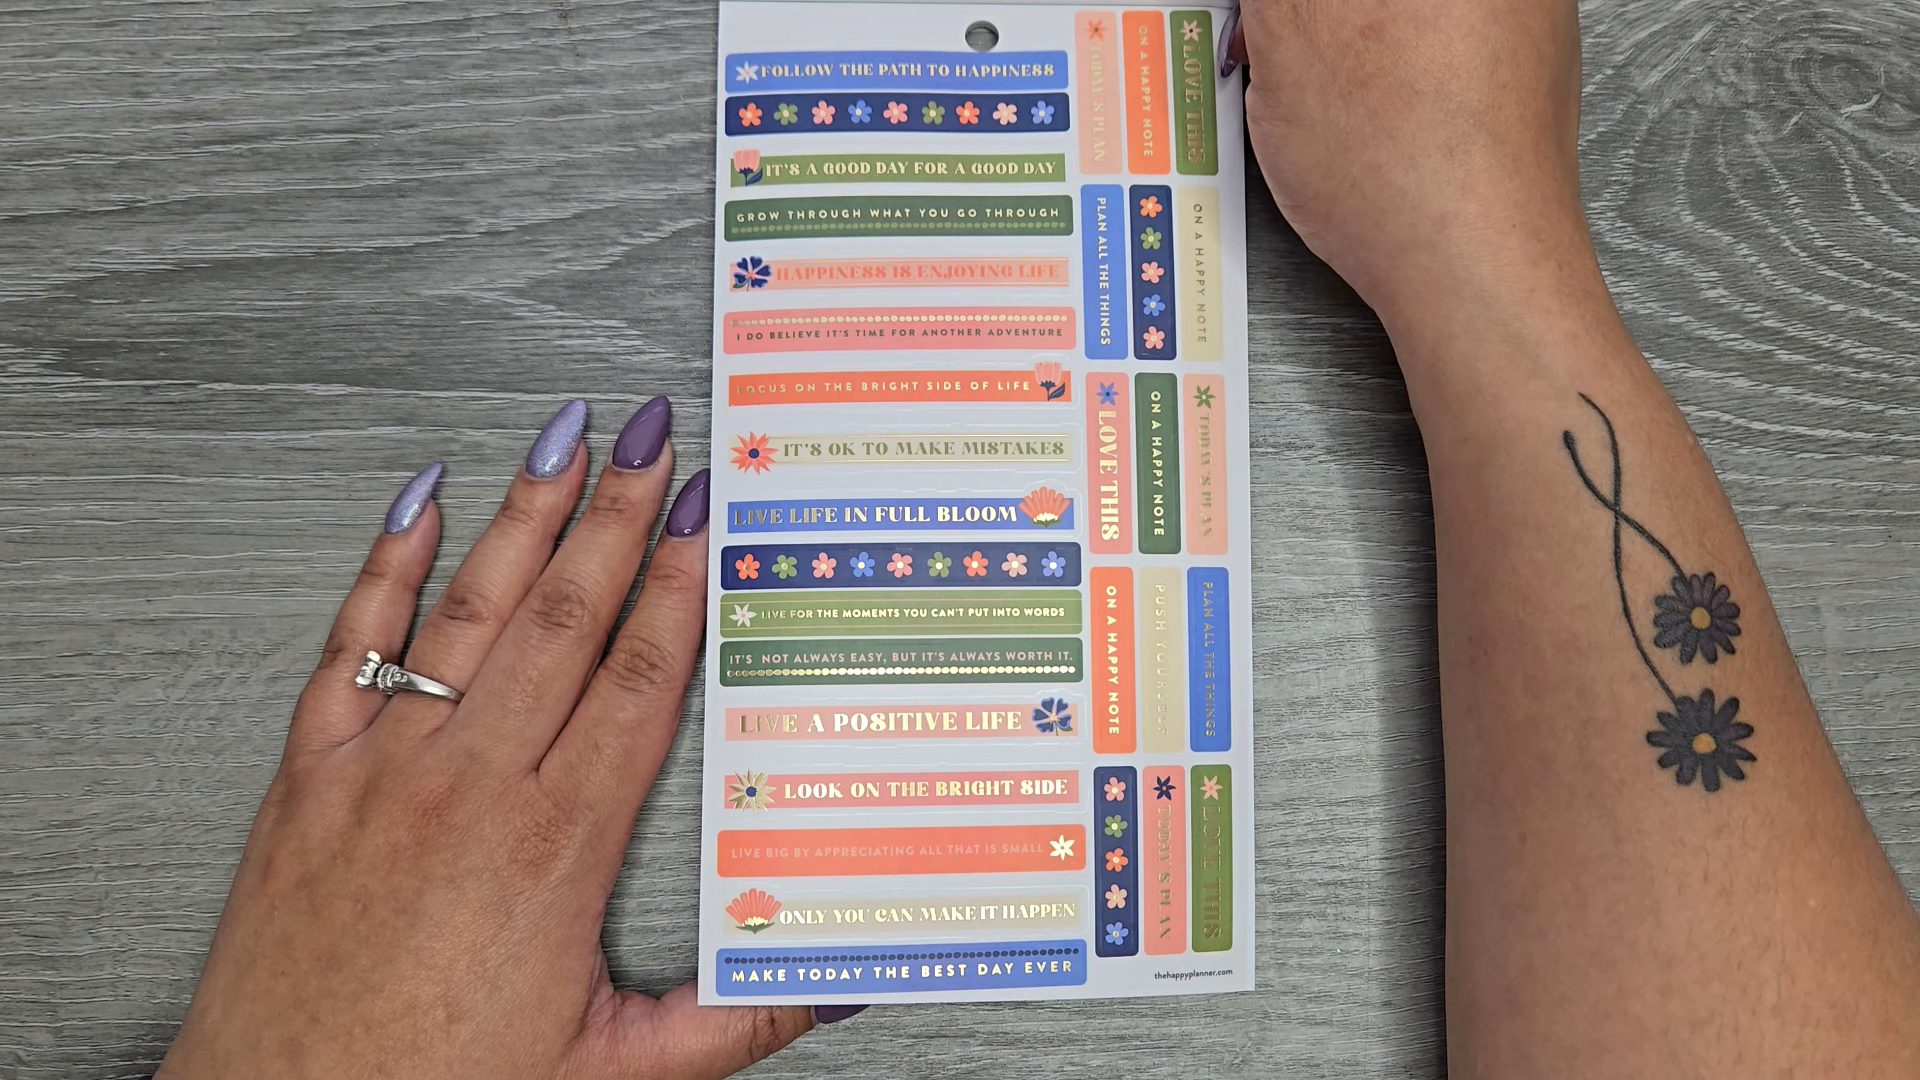 FOLLOW THE PATH TO HAPPINESS
IT'S A GOOD DAY FOR A GOOD DAY
GROW THROUGH WHAT YOU GO THROUGH
HAPPINESS IS ENJOYING LIFE
I DO BELIEVE IT'S TIME FOR ANOTHER ADVENTURE
FOCUS ON THE BRIGHT SIDE OF LIFE
IT'S OK TO MAKE MISTAKES
LIVE LIFE IN FULL BLOOM
LIVE FOR THE MOMENTS YOU CAN'T PUT INTO WORDS
IT'S NOT ALWAYS EASY, BUT IT'S ALWAYS WORTH IT.
LIVE A POSITIVE LIFE
LOOK ON THE BRIGHT SIDE
LIVE BIG BY APPRECIATING ALL THAT IS SMALL
ONLY YOU CAN MAKE IT HAPPEN
MAKE TODAY THE BEST DAY EVER
TODAY'S PLAN
ON A HAPPY NOTE
LOVE THIS
PLAN ALL THE THINGS
ON A HAPPY NOTE
LOVE THIS
ON A HAPPY NOTE
TODAY'S PLAN
ON A HAPPY NOTE
PUSH YOURSELF
PLAN ALL THE THINGS
TODAY'S PLAN
LOVE THIS
thehappyplanner.com